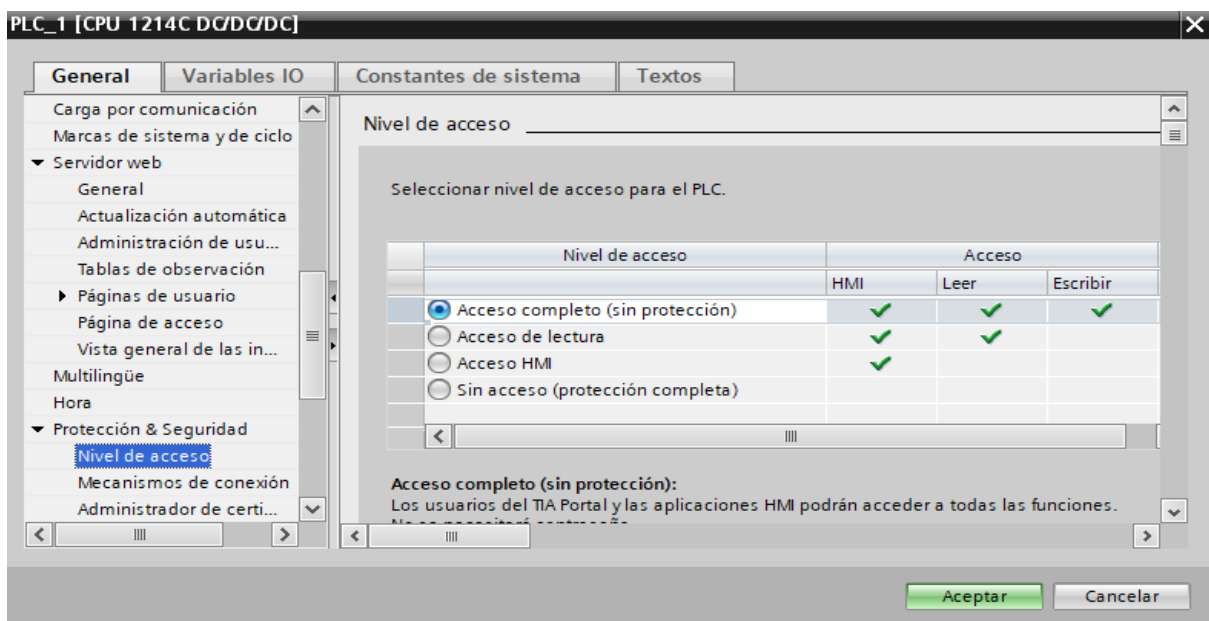 PLC_1 [CPU 1214C DC/DC/DC]
General
Variables IO
Constantes de sistema
Textos
Carga por comunicación
Marcas de sistema y de ciclo
Servidor web
General
Actualización automática
Administración de usu...
Tablas de observación
Páginas de usuario
Página de acceso
Vista general de las in...
Multilingüe
Hora
Protección & Seguridad
Nivel de acceso
Mecanismos de conexión
Administrador de certi...
Nivel de acceso
Seleccionar nivel de acceso para el PLC.
Nivel de acceso Acceso
HMI Leer Escribir
Acceso completo (sin protección)
Acceso de lectura
Acceso HMI
Sin acceso (protección completa)
Acceso completo (sin protección):
Los usuarios del TIA Portal y las aplicaciones HMI podrán acceder a todas las funciones.
Aceptar
Cancelar